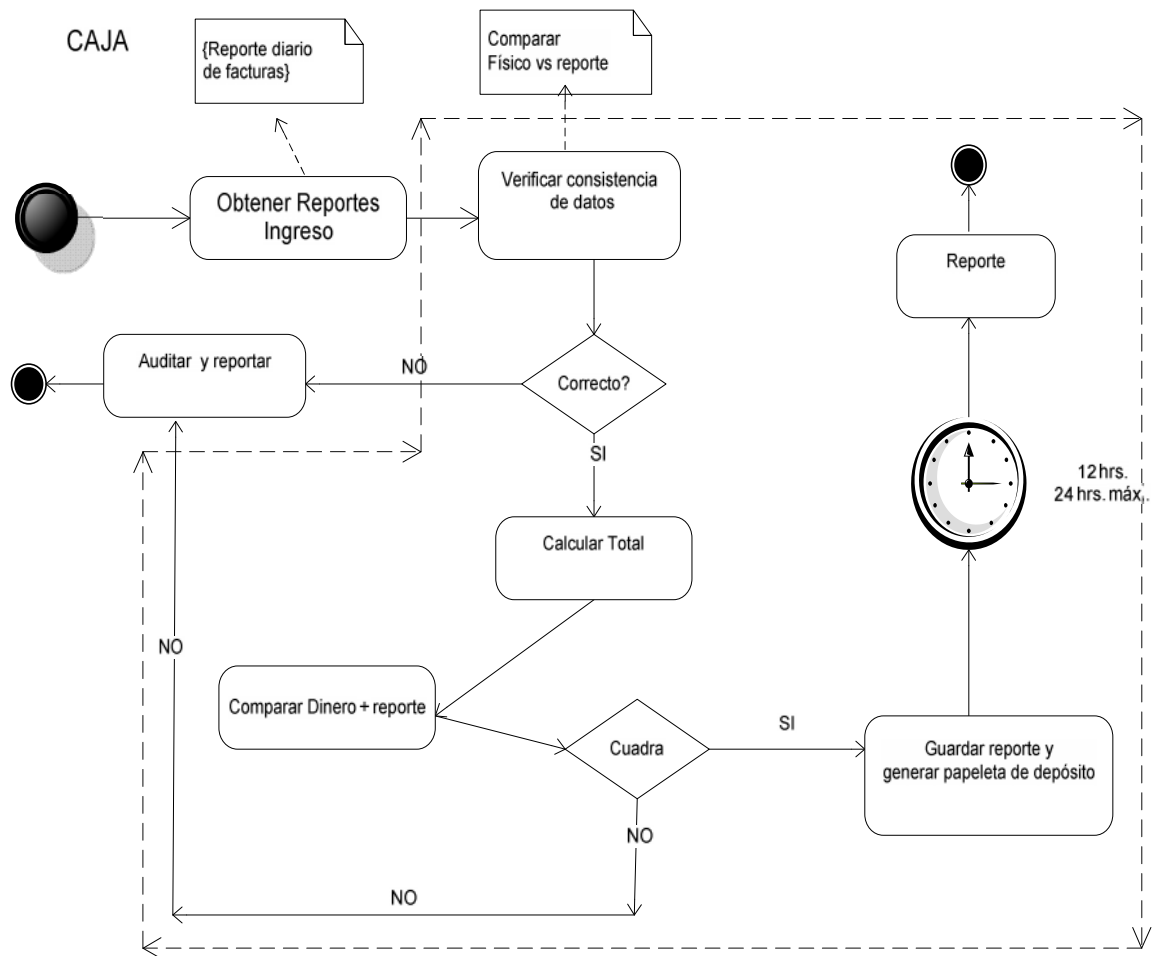 CAJA
{Reporte diario
de facturas}
Comparar
Físico vs reporte
Obtener Reportes
Ingreso
Verificar consistencia
de datos
Reporte
Auditar y reportar
NO
Correcto?
SI
12 hrs.
24 hrs. máx..
Calcular Total
NO
Comparar Dinero + reporte
Cuadra
SI
Guardar reporte y
generar papeleta de depósito
NO
NO